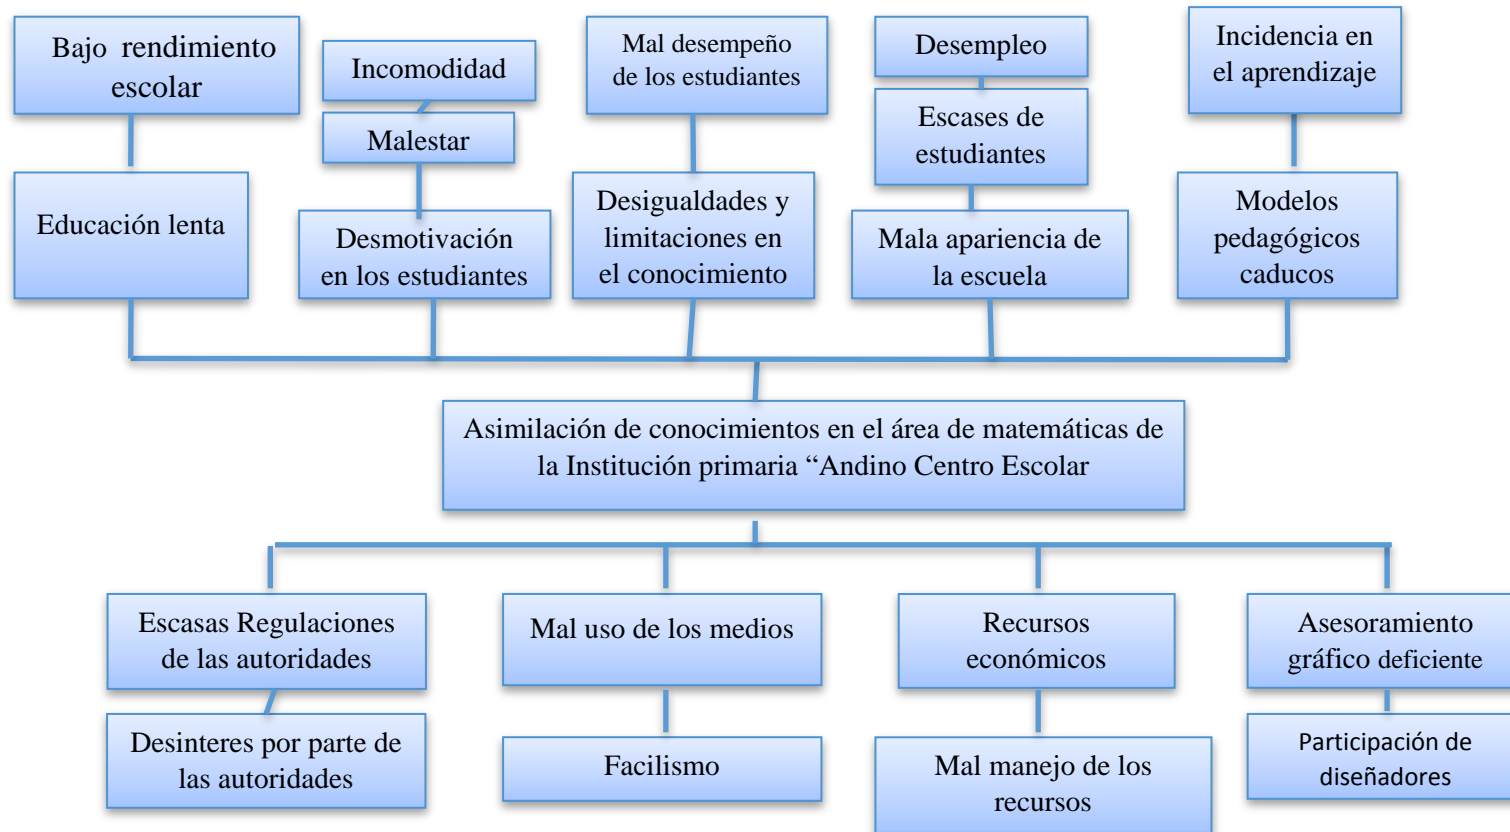 Bajo rendimiento
escolar
Incomodidad
Malestar
Mal desempeño
de los estudiantes
Desempleo
Escases de
estudiantes
Incidencia en
el aprendizaje
Educación lenta
Desmotivación
en los estudiantes
Desigualdades y
limitaciones en
el conocimiento
Mala apariencia de
la escuela
Modelos
pedagógicos
caducos
Asimilación de conocimientos en el área de matemáticas de
la Institución primaria “Andino Centro Escolar
Escasas Regulaciones
de las autoridades
Mal uso de los medios
Recursos
económicos
Asesoramiento
gráfico deficiente
Desinteres por parte de
las autoridades
Facilismo
Mal manejo de los
recursos
Participación de
diseñadores